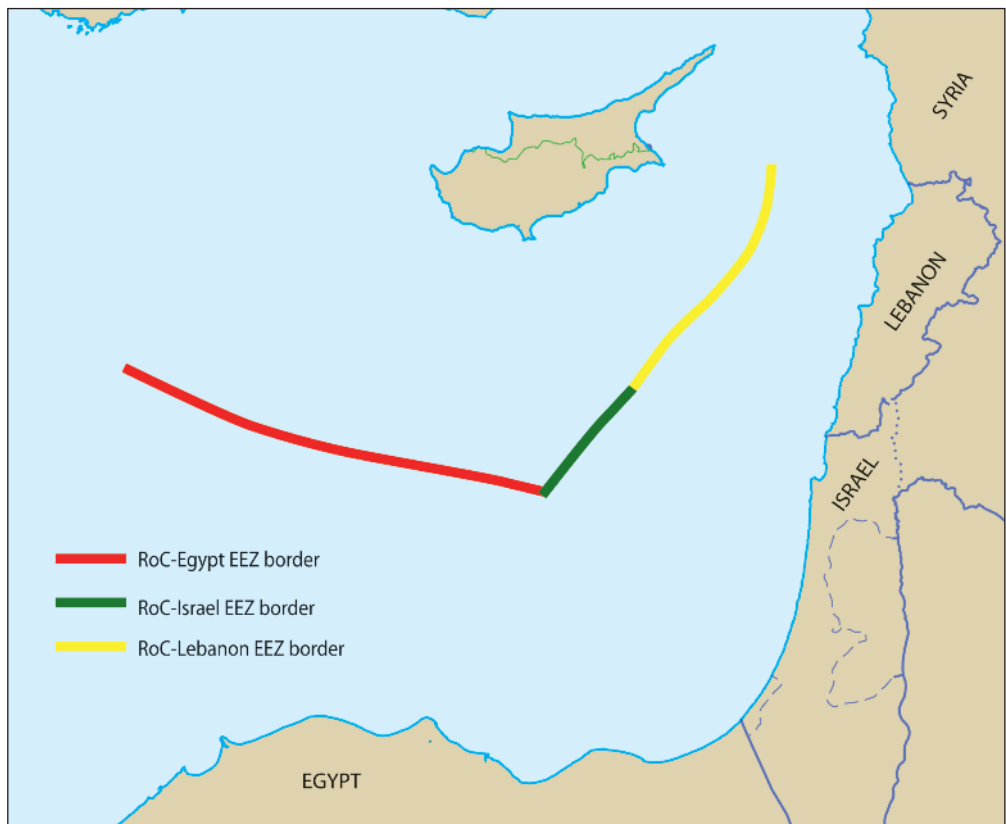 SYRIA
LEBANON
ISRAEL
RoC-Egypt EEZ border
RoC-Israel EEZ border
RoC-Lebanon EEZ border
EGYPT